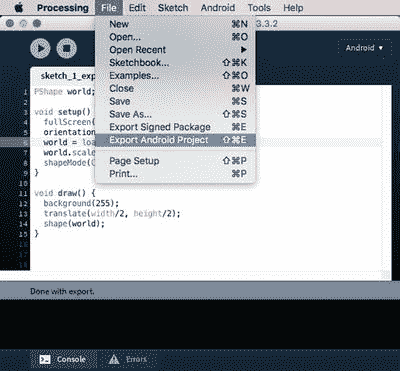 Processing File Edit Sketch Android Tools Help
3.3.2
Android ▾
New ⌘N
Open... ⌘O
Open Recent ▶
Sketchbook... ⇧⌘K
Examples... ⇧⌘O
Close ⌘W
Save ⌘S
Save As... ⇧⌘S
Export Signed Package ⌘E
Export Android Project ⇧⌘E
Page Setup ⇧⌘P
Print... ⌘P
sketch_1_exp
1 PShape world;
2
3 void setup()
4 fullScreen(
5 orientation
6 world = loa
7 world.scale
8 shapeMode(C
9 }
10
11 void draw() {
12 background(255);
13 translate(width/2, height/2);
14 shape(world);
15 }
Done with export.
Console Errors